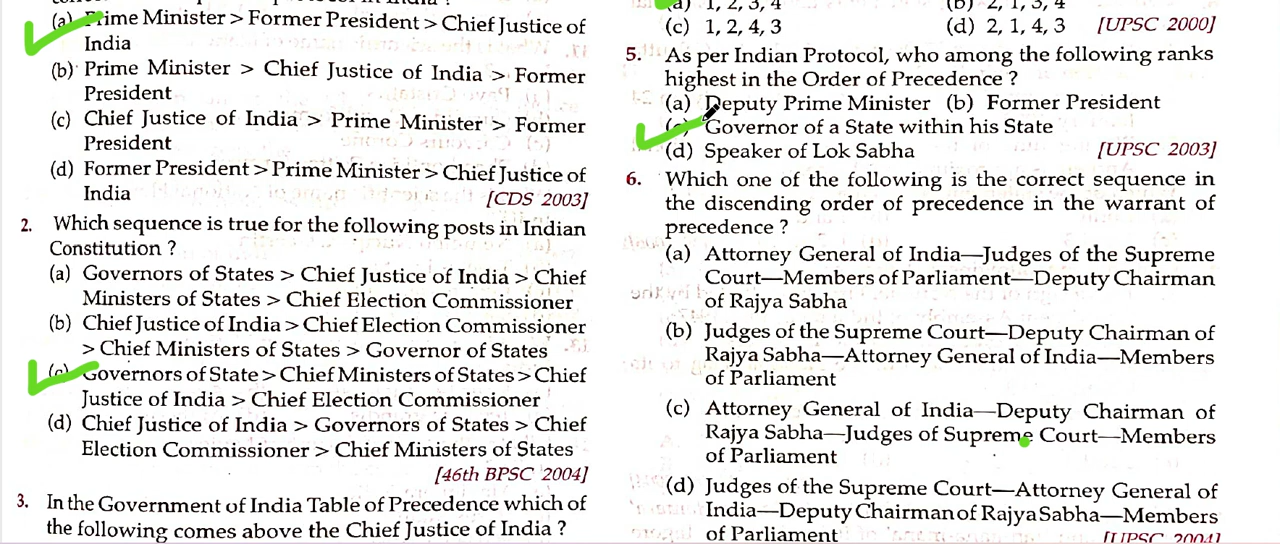 (a) Prime Minister > Former President > Chief Justice of
India
(b) Prime Minister > Chief Justice of India > Former
President
(c) Chief Justice of India > Prime Minister > Former
President
(d) Former President > Prime Minister > Chief Justice of
India [CDS 2003]
2. Which sequence is true for the following posts in Indian
Constitution ?
(a) Governors of States > Chief Justice of India > Chief
Ministers of States > Chief Election Commissioner
(b) Chief Justice of India > Chief Election Commissioner
> Chief Ministers of States > Governor of States
(c) Governors of State > Chief Ministers of States > Chief
Justice of India > Chief Election Commissioner
(d) Chief Justice of India > Governors of States > Chief
Election Commissioner > Chief Ministers of States
[46th BPSC 2004]
3. In the Government of India Table of Precedence which of
the following comes above the Chief Justice of India ?
(a) 1, 2, 3, 4 (b) 2, 1, 3, 4
(c) 1, 2, 4, 3 (d) 2, 1, 4, 3 [UPSC 2000]
5. As per Indian Protocol, who among the following ranks
highest in the Order of Precedence ?
(a) Deputy Prime Minister (b) Former President
(c) Governor of a State within his State
(d) Speaker of Lok Sabha [UPSC 2003]
6. Which one of the following is the correct sequence in
the discending order of precedence in the warrant of
precedence ?
(a) Attorney General of India—Judges of the Supreme
Court—Members of Parliament—Deputy Chairman
of Rajya Sabha
(b) Judges of the Supreme Court—Deputy Chairman of
Rajya Sabha—Attorney General of India—Members
of Parliament
(c) Attorney General of India—Deputy Chairman of
Rajya Sabha—Judges of Supreme Court—Members
of Parliament
(d) Judges of the Supreme Court—Attorney General of
India—Deputy Chairman of Rajya Sabha—Members
of Parliament [UPSC 2004]